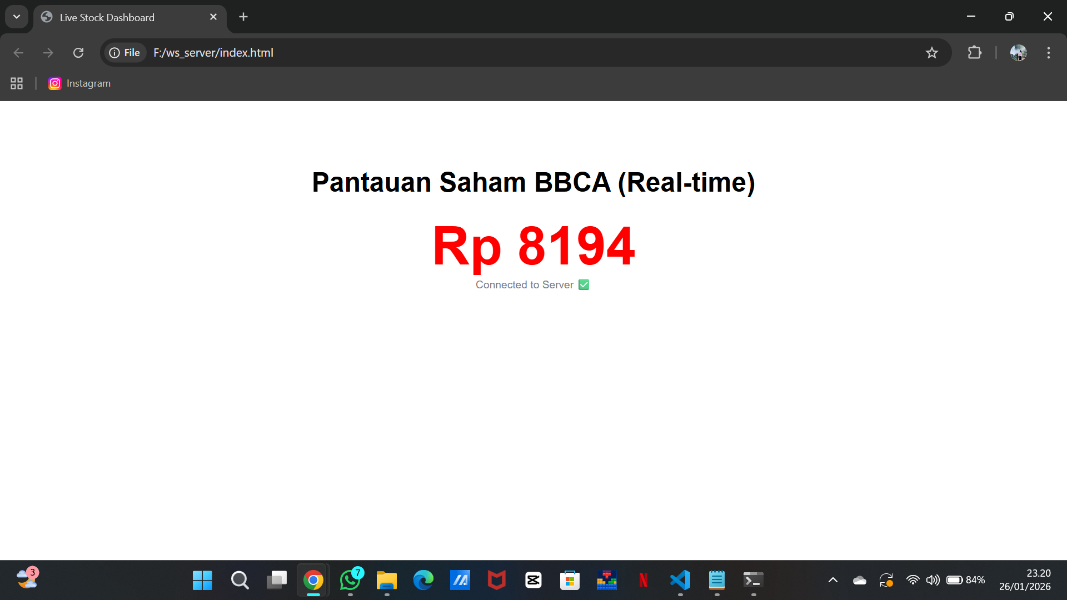 Live Stock Dashboard
File
F:/ws_server/index.html
Instagram
Pantauan Saham BBCA (Real-time)
Rp 8194
Connected to Server ✅
3
7
84%
23.20
26/01/2026